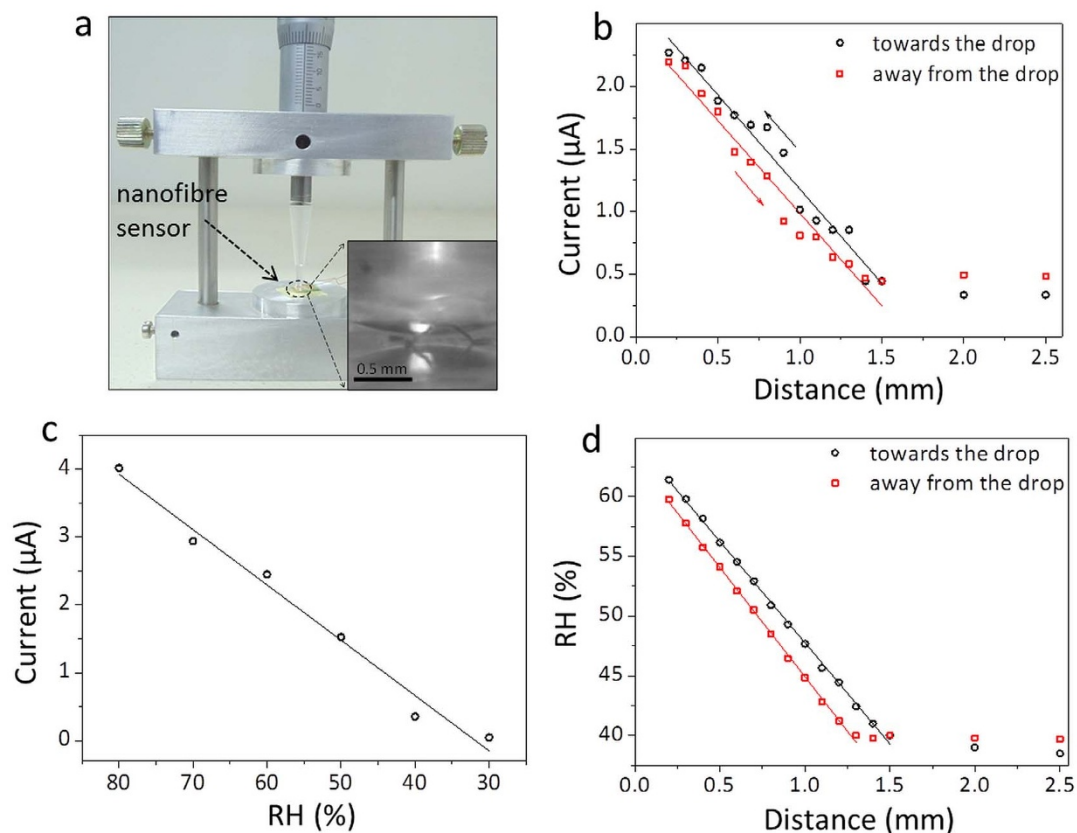 a
nanofibre
sensor
15
10
5
0
0.5 mm
b
towards the drop
away from the drop
2.0
1.5
1.0
0.5
0.0
Current (µA)
0.0 0.5 1.0 1.5 2.0 2.5
Distance (mm)
c
4
3
2
1
0
Current (µA)
80 70 60 50 40 30
RH (%)
d
towards the drop
away from the drop
60
55
50
45
40
RH (%)
0.0 0.5 1.0 1.5 2.0 2.5
Distance (mm)